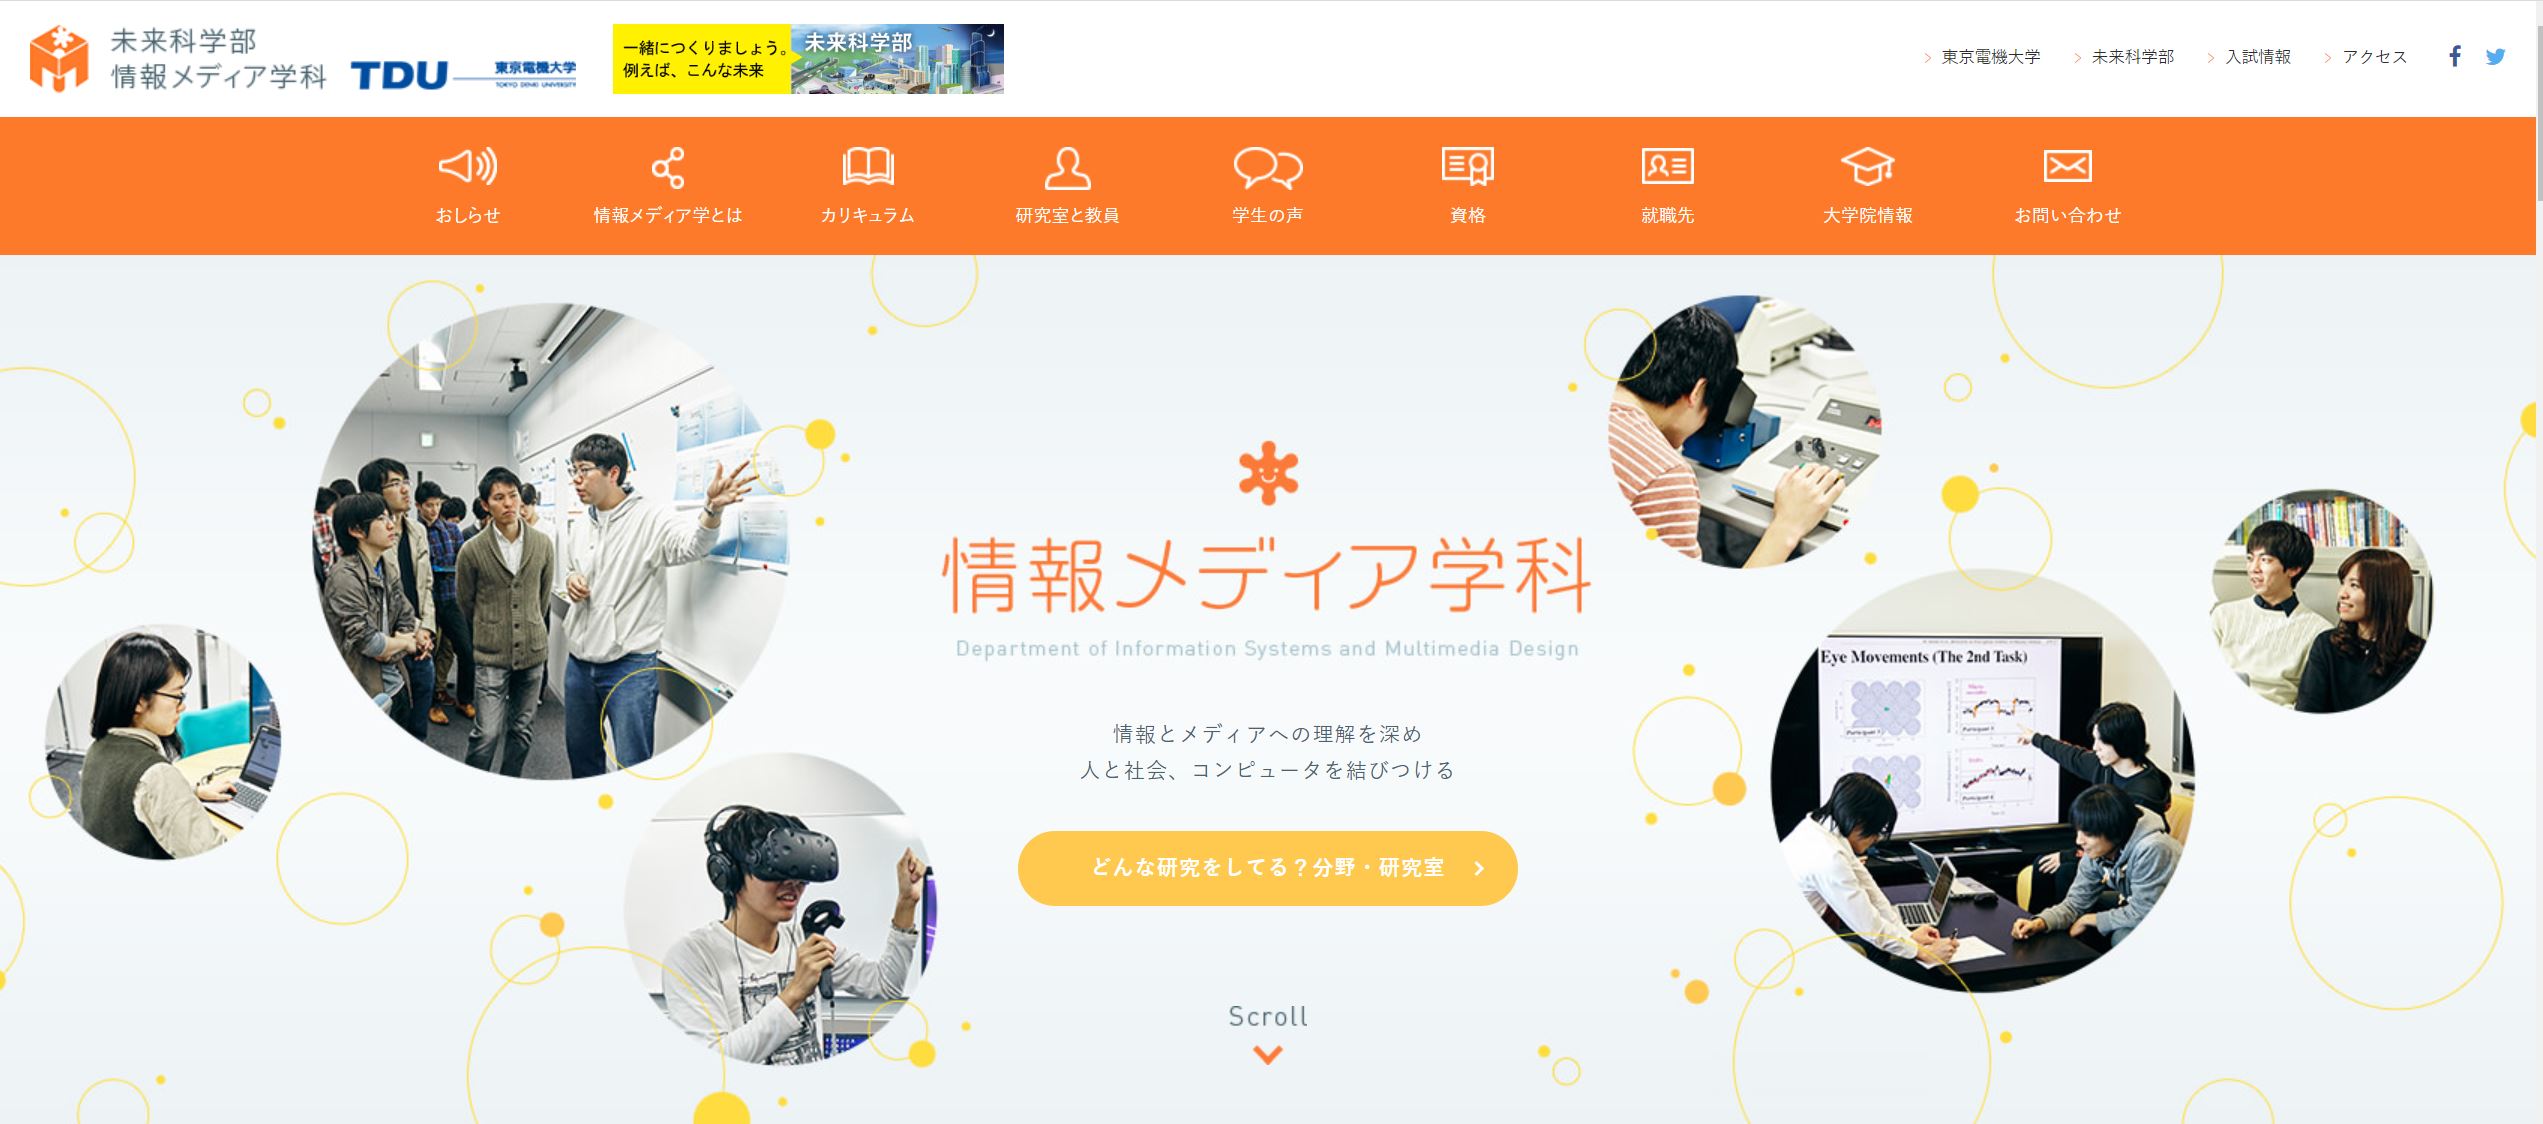 未来科学部
情報メディア学科
TDU 東京電機大学
TOKYO DENKI UNIVERSITY
一緒につくりましょう。
例えば、こんな未来
未来科学部
東京電機大学
未来科学部
入試情報
アクセス
おしらせ
情報メディア学とは
カリキュラム
研究室と教員
学生の声
資格
就職先
大学院情報
お問い合わせ
情報メディア学科
Department of Information Systems and Multimedia Design
情報とメディアへの理解を深め
人と社会、コンピュータを結びつける
どんな研究をしてる？分野・研究室
Scroll
Eye Movements (The 2nd Task)